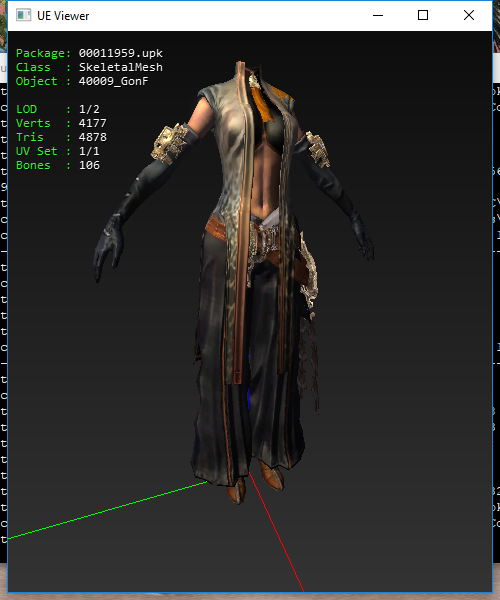 UE Viewer
Package: 00011959.upk
Class : SkeletalMesh
Object : 40009_GonF
LOD : 1/2
Verts : 4177
Tris : 4878
UV Set : 1/1
Bones : 106